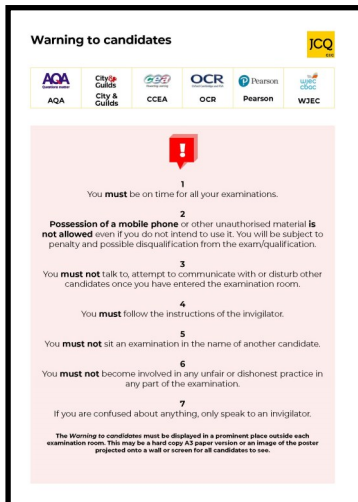 Warning to candidates
JCQ
CIC
AQA City& Guilds CCEA OCR Pearson WJEC CBAC
AQA City & Guilds CCEA OCR Pearson WJEC
1
You must be on time for all your examinations.
2
Possession of a mobile phone or other unauthorised material is
not allowed even if you do not intend to use it. You will be subject to
penalty and possible disqualification from the exam/qualification.
3
You must not talk to, attempt to communicate with or disturb other
candidates once you have entered the examination room.
4
You must follow the instructions of the invigilator.
5
You must not sit an examination in the name of another candidate.
6
You must not become involved in any unfair or dishonest practice in
any part of the examination.
7
If you are confused about anything, only speak to an invigilator.
The Warning to candidates must be displayed in a prominent place outside each
examination room. This may be a hard copy A3 paper version or an image of the poster
projected onto a wall or screen for all candidates to see.